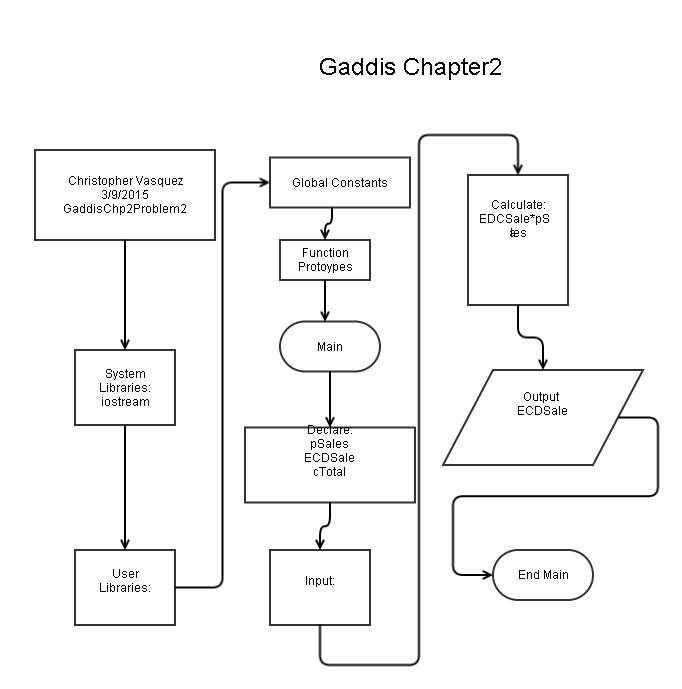 Gaddis Chapter2
Christopher Vasquez
3/9/2015
GaddisChp2Problem2
System
Libraries:
iostream
User
Libraries:
Global Constants
Function
Protoypes
Main
Declare:
pSales
ECDSale
cTotal
Input:
Calculate:
EDCSale*pS
Output
ECDSale
End Main